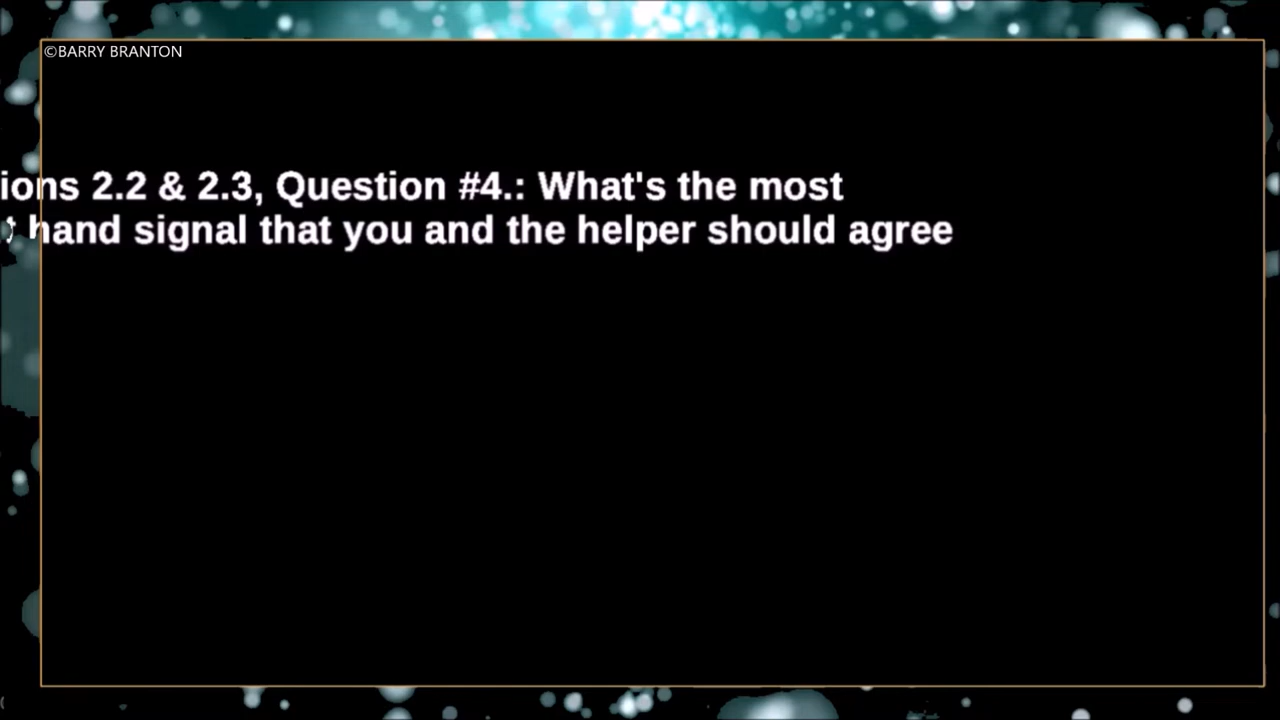 ©BARRY BRANTON
ions 2.2 & 2.3, Question #4.: What's the most
t hand signal that you and the helper should agree